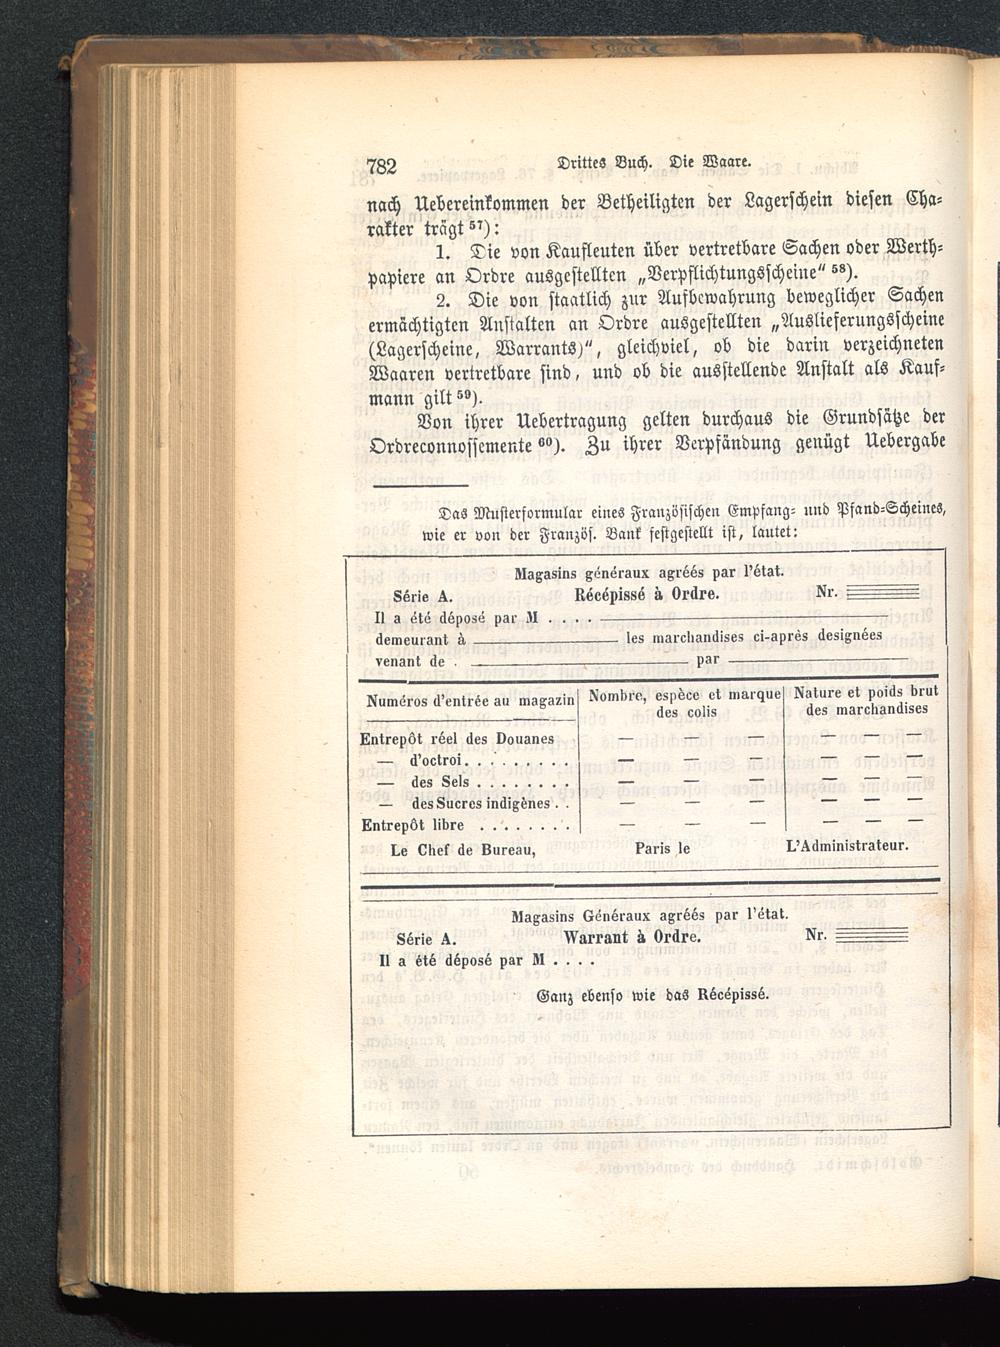 782 Drittes Buch. Die Waare.
nach Uebereinkommen der Betheiligten der Lagerschein diesen Cha-
rakter trägt 57):
1. Die von Kaufleuten über vertretbare Sachen oder Werth-
papiere an Ordre ausgestellten „Verpflichtungsscheine“ 58).
2. Die von staatlich zur Aufbewahrung beweglicher Sachen
ermächtigten Anstalten an Ordre ausgestellten „Auslieferungsscheine
(Lagerscheine, Warrants)“, gleichviel, ob die darin verzeichneten
Waaren vertretbare sind, und ob die ausstellende Anstalt als Kauf-
mann gilt 59).
Von ihrer Uebertragung gelten durchaus die Grundsätze der
Ordreconnossemente 60). Zu ihrer Verpfändung genügt Uebergabe
Das Musterformular eines Französischen Empfang- und Pfand-Scheines,
wie er von der Französ. Bank festgestellt ist, lautet:
Magasins généraux agréés par l'état.
Série A. Récépissé à Ordre. Nr.
Il a été déposé par M . . . . —
demeurant à ——— les marchandises ci-après designées
venant de . ——— par ———
Numéros d'entrée au magazin Nombre, espèce et marque des colis Nature et poids brut des marchandises
Entrepôt réel des Douanes — — — — — —
— d'octroi . . . . . . . . . — — — — — —
— des Sels . . . . . . . . — — — — — —
— des Sucres indigènes . . — — — — — —
Entrepôt libre . . . . . . . . — — — — — —
Le Chef de Bureau, Paris le L'Administrateur.
Magasins Généraux agréés par l'état.
Série A. Warrant à Ordre. Nr.
Il a été déposé par M . . . .
Ganz ebenso wie das Récépissé.